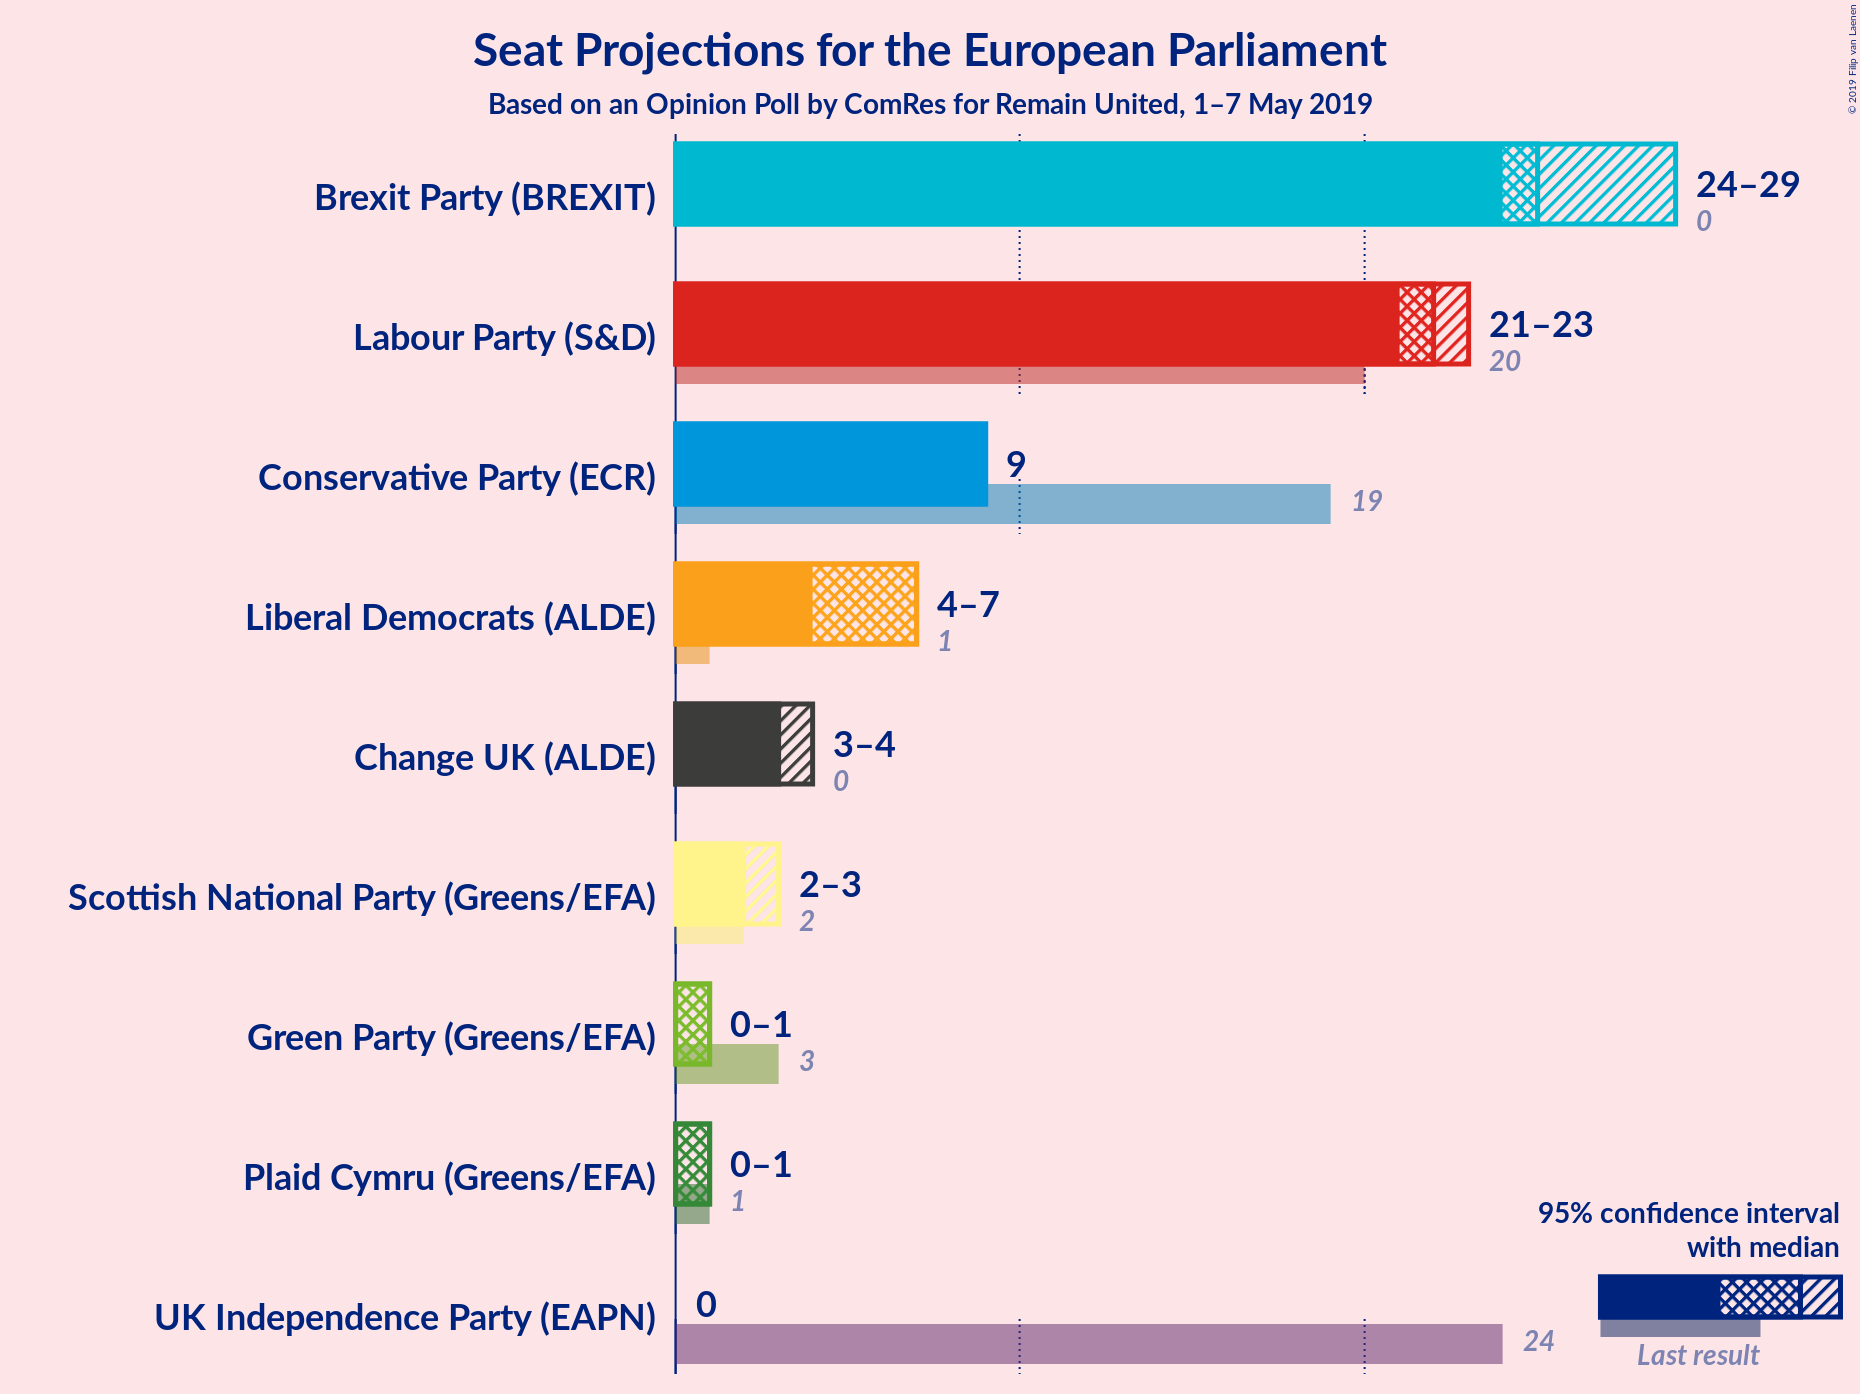 Seat Projections for the European Parliament
Based on an Opinion Poll by ComRes for Remain United, 1–7 May 2019
© 2019 Filip van Laenen
Brexit Party (BREXIT)
24–29
0
Labour Party (S&D)
21–23
20
Conservative Party (ECR)
9
19
Liberal Democrats (ALDE)
4–7
1
Change UK (ALDE)
3–4
0
Scottish National Party (Greens/EFA)
2–3
2
Green Party (Greens/EFA)
0–1
3
Plaid Cymru (Greens/EFA)
0–1
1
UK Independence Party (EAPN)
0
24
95% confidence interval
with median
Last result